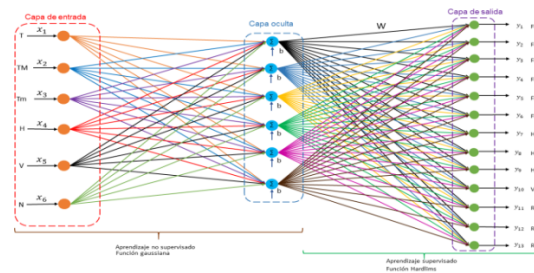 Capa de entrada
Capa oculta
Capa de salida
W
T x1
TM x2
Tm x3
H x4
V x5
N x6
b
b
b
b
b
b
y1
y2
y3
y4
y5
y6
y7
y8
y9
y10
y11
y12
y13
Aprendizaje no supervisado
Función gaussiana
Aprendizaje supervisado
Función Hardlims